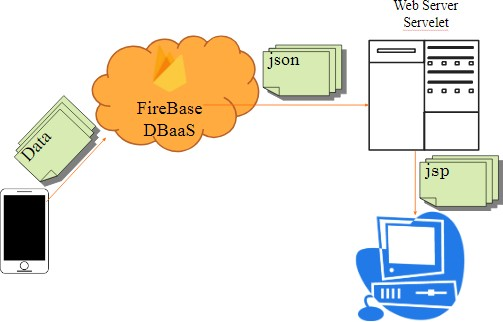 Web Server
Servelet
json
FireBase
DBaaS
Data
jsp